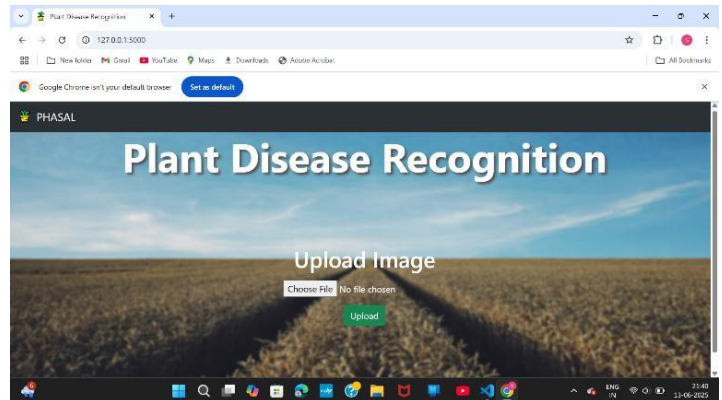 Plant Disease Recognition
127.0.0.1:5000
New folder Gmail YouTube Maps Downloads Adobe Acrobat All Bookmarks
Google Chrome isn't your default browser Set as default
PHASAL
Plant Disease Recognition
Upload Image
Choose File No file chosen
Upload
ENG 21:40
IN 13-06-2025